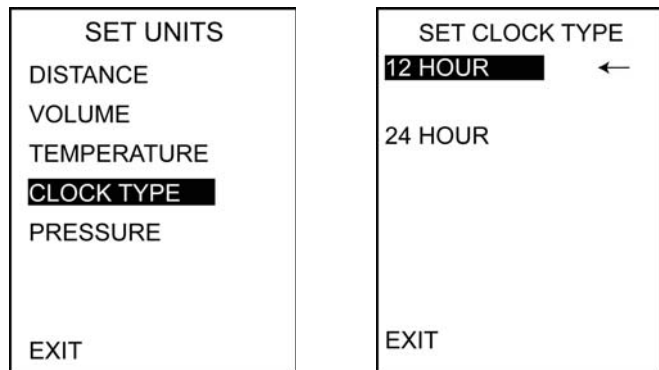 SET UNITS
DISTANCE
VOLUME
TEMPERATURE
CLOCK TYPE
PRESSURE
EXIT
SET CLOCK TYPE
12 HOUR ←
24 HOUR
EXIT